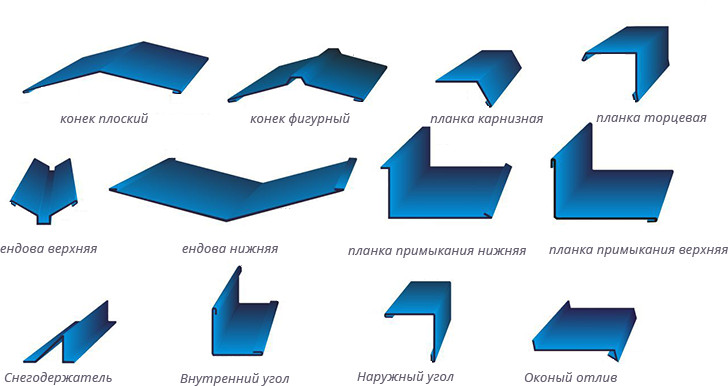 конек плоский
конек фигурный
планка карнизная
планка торцевая
ендова верхняя
ендова нижняя
планка примыкания нижняя
планка примыкания верхняя
Снегодержатель
Внутренний угол
Наружный угол
Оконый отлив